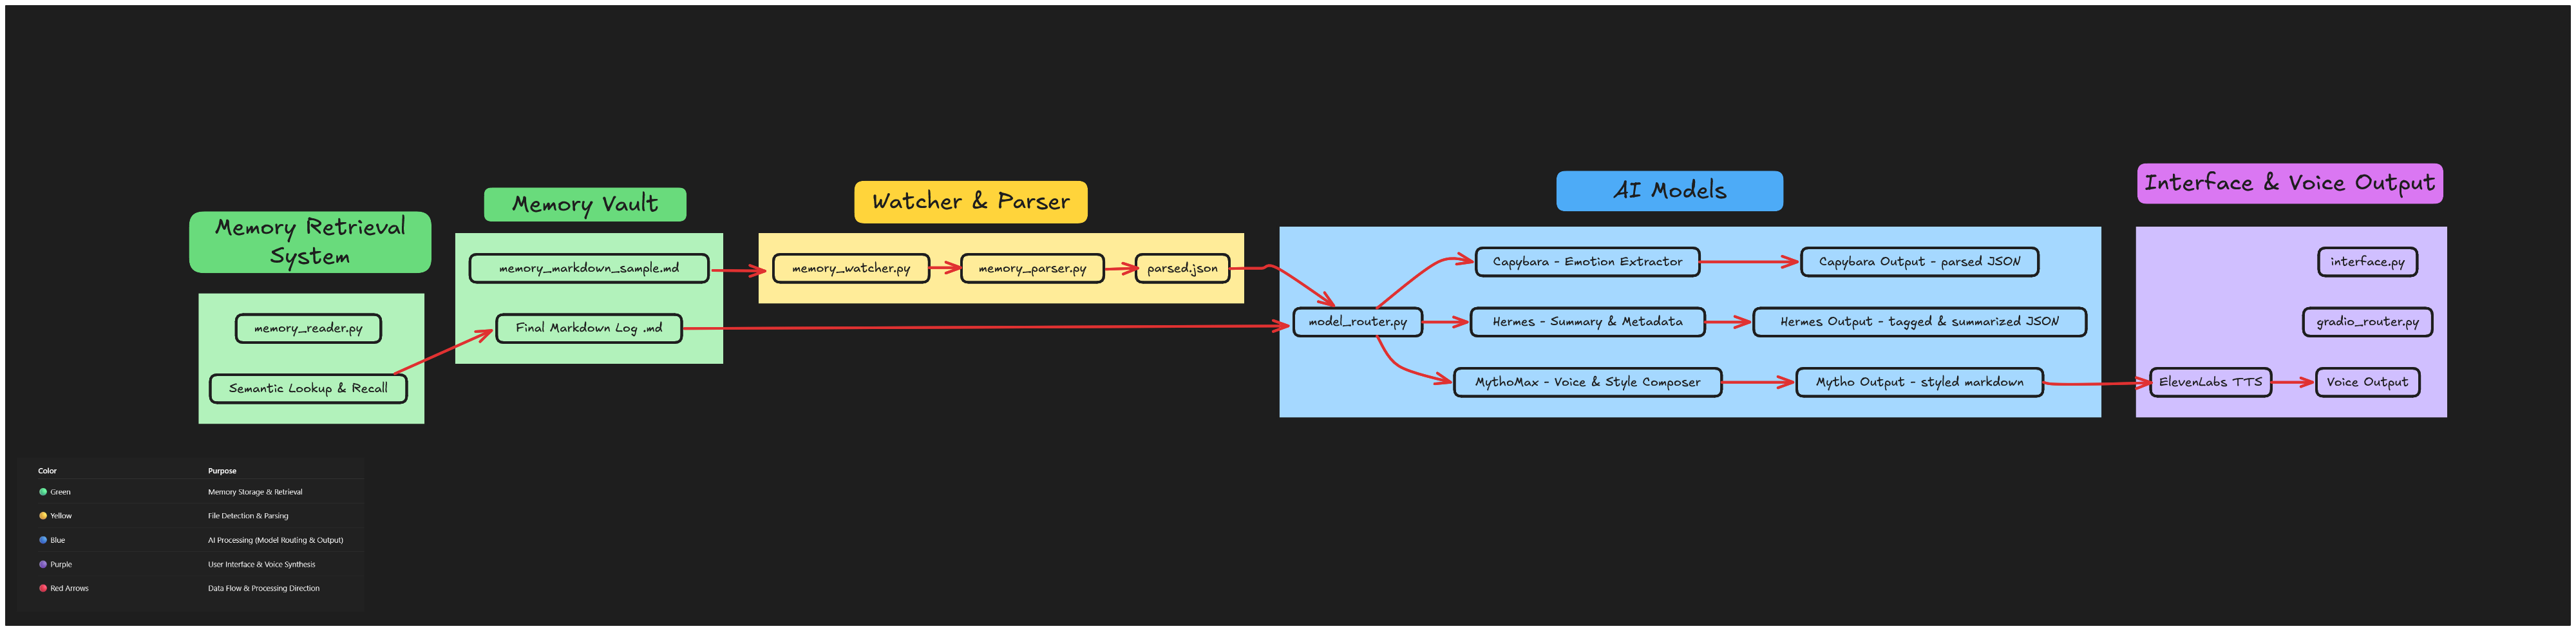 Memory Retrieval
System
memory_reader.py
Semantic Lookup & Recall
Memory Vault
memory_markdown_sample.md
Final Markdown Log .md
Watcher & Parser
memory_watcher.py
memory_parser.py
parsed.json
AI Models
model_router.py
Capybara - Emotion Extractor
Capybara Output - parsed JSON
Hermes - Summary & Metadata
Hermes Output - tagged & summarized JSON
MythoMax - Voice & Style Composer
Mytho Output - styled markdown
Interface & Voice Output
interface.py
gradio_router.py
ElevenLabs TTS
Voice Output
Color Purpose
Green Memory Storage & Retrieval
Yellow File Detection & Parsing
Blue AI Processing (Model Routing & Output)
Purple User Interface & Voice Synthesis
Red Arrows Data Flow & Processing Direction